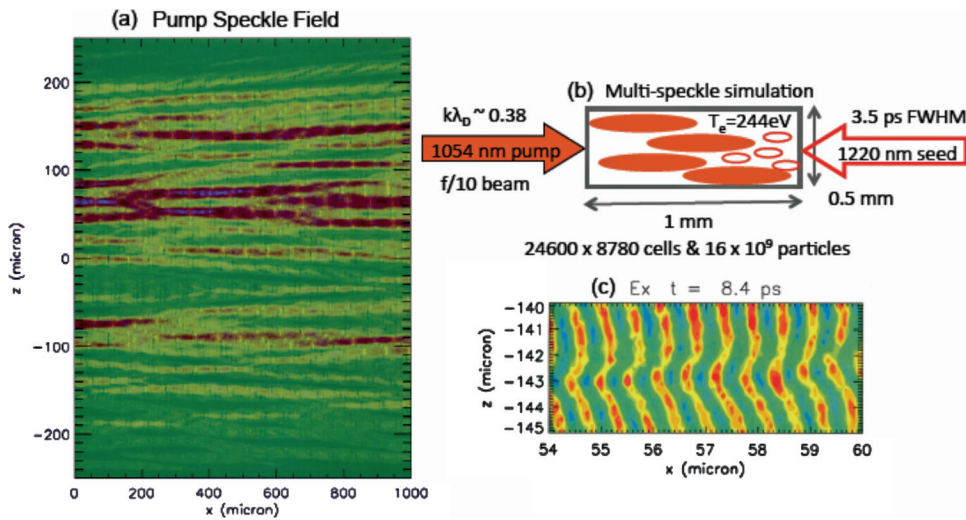 (a) Pump Speckle Field
200
100
0
−100
−200
z (micron)
0 200 400 600 800 1000
x (micron)
(b) Multi-speckle simulation
kλD ~ 0.38
1054 nm pump
f/10 beam
Te=244eV
3.5 ps FWHM
1220 nm seed
0.5 mm
1 mm
24600 x 8780 cells & 16 x 10⁹ particles
(c) Ex t = 8.4 ps
-140
-141
-142
-143
-144
-145
z (micron)
54 55 56 57 58 59 60
x (micron)